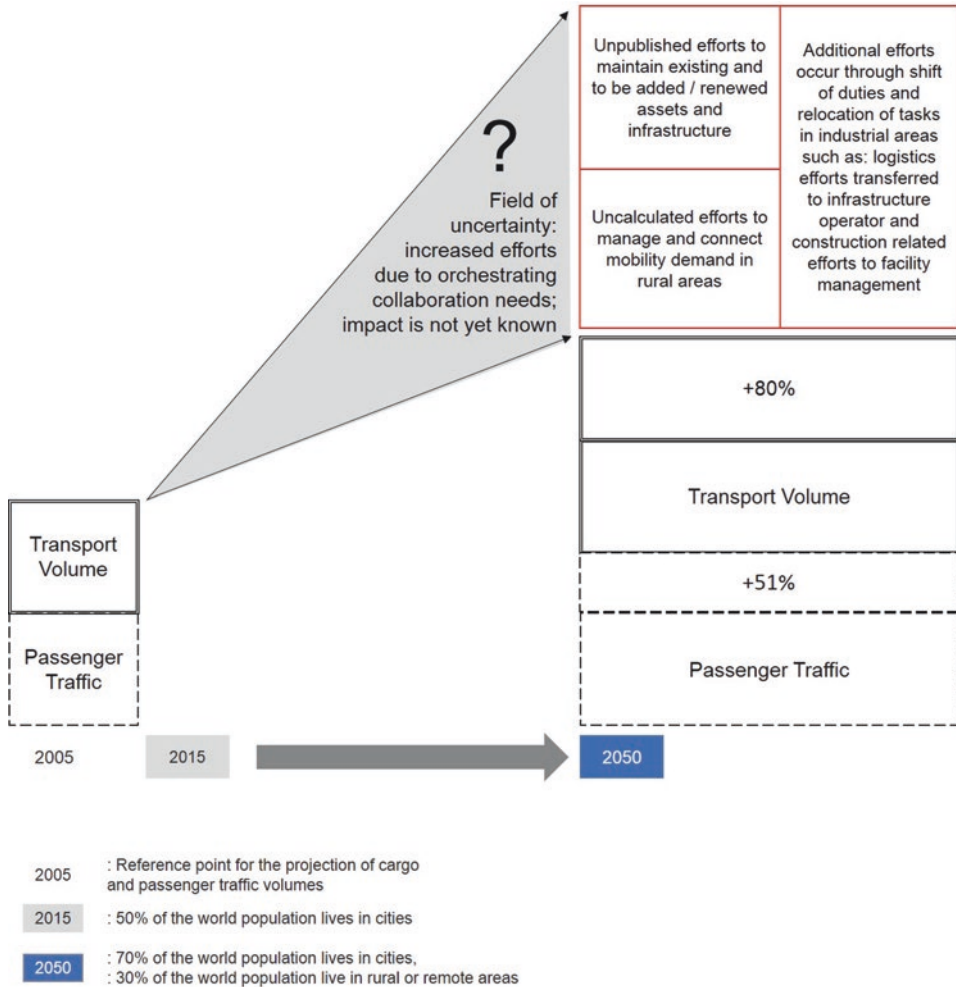 Unpublished efforts to
maintain existing and
to be added / renewed
assets and
infrastructure
Additional efforts
occur through shift
of duties and
relocation of tasks
in industrial areas
such as: logistics
efforts transferred
to infrastructure
operator and
construction related
efforts to facility
management
?
Field of
uncertainty:
increased efforts
due to orchestrating
collaboration needs;
impact is not yet known
Uncalculated efforts to
manage and connect
mobility demand in
rural areas
+80%
Transport Volume
+51%
Passenger Traffic
Transport
Volume
Passenger
Traffic
2005
2015
2050
2005 : Reference point for the projection of cargo
and passenger traffic volumes
2015 : 50% of the world population lives in cities
2050 : 70% of the world population lives in cities,
: 30% of the world population live in rural or remote areas